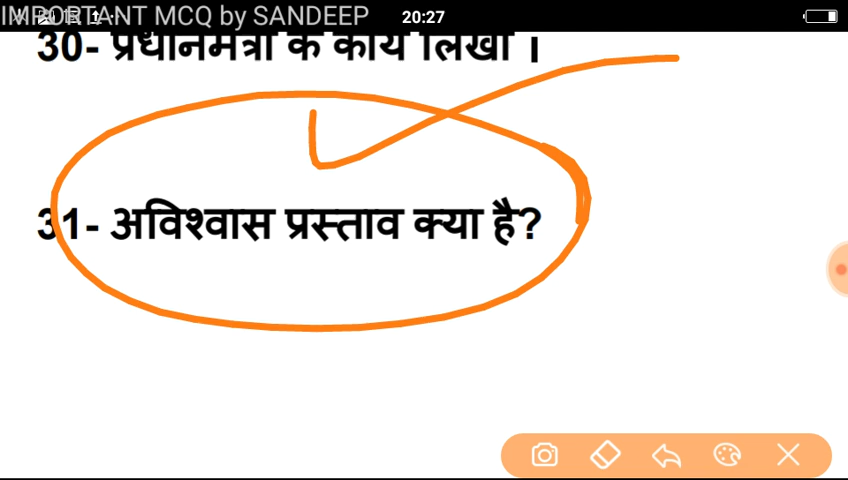 IMPORTANT MCQ by SANDEEP
20:27
30- प्रधानमंत्री के कार्य लिखो ।
31- अविश्वास प्रस्ताव क्या है?